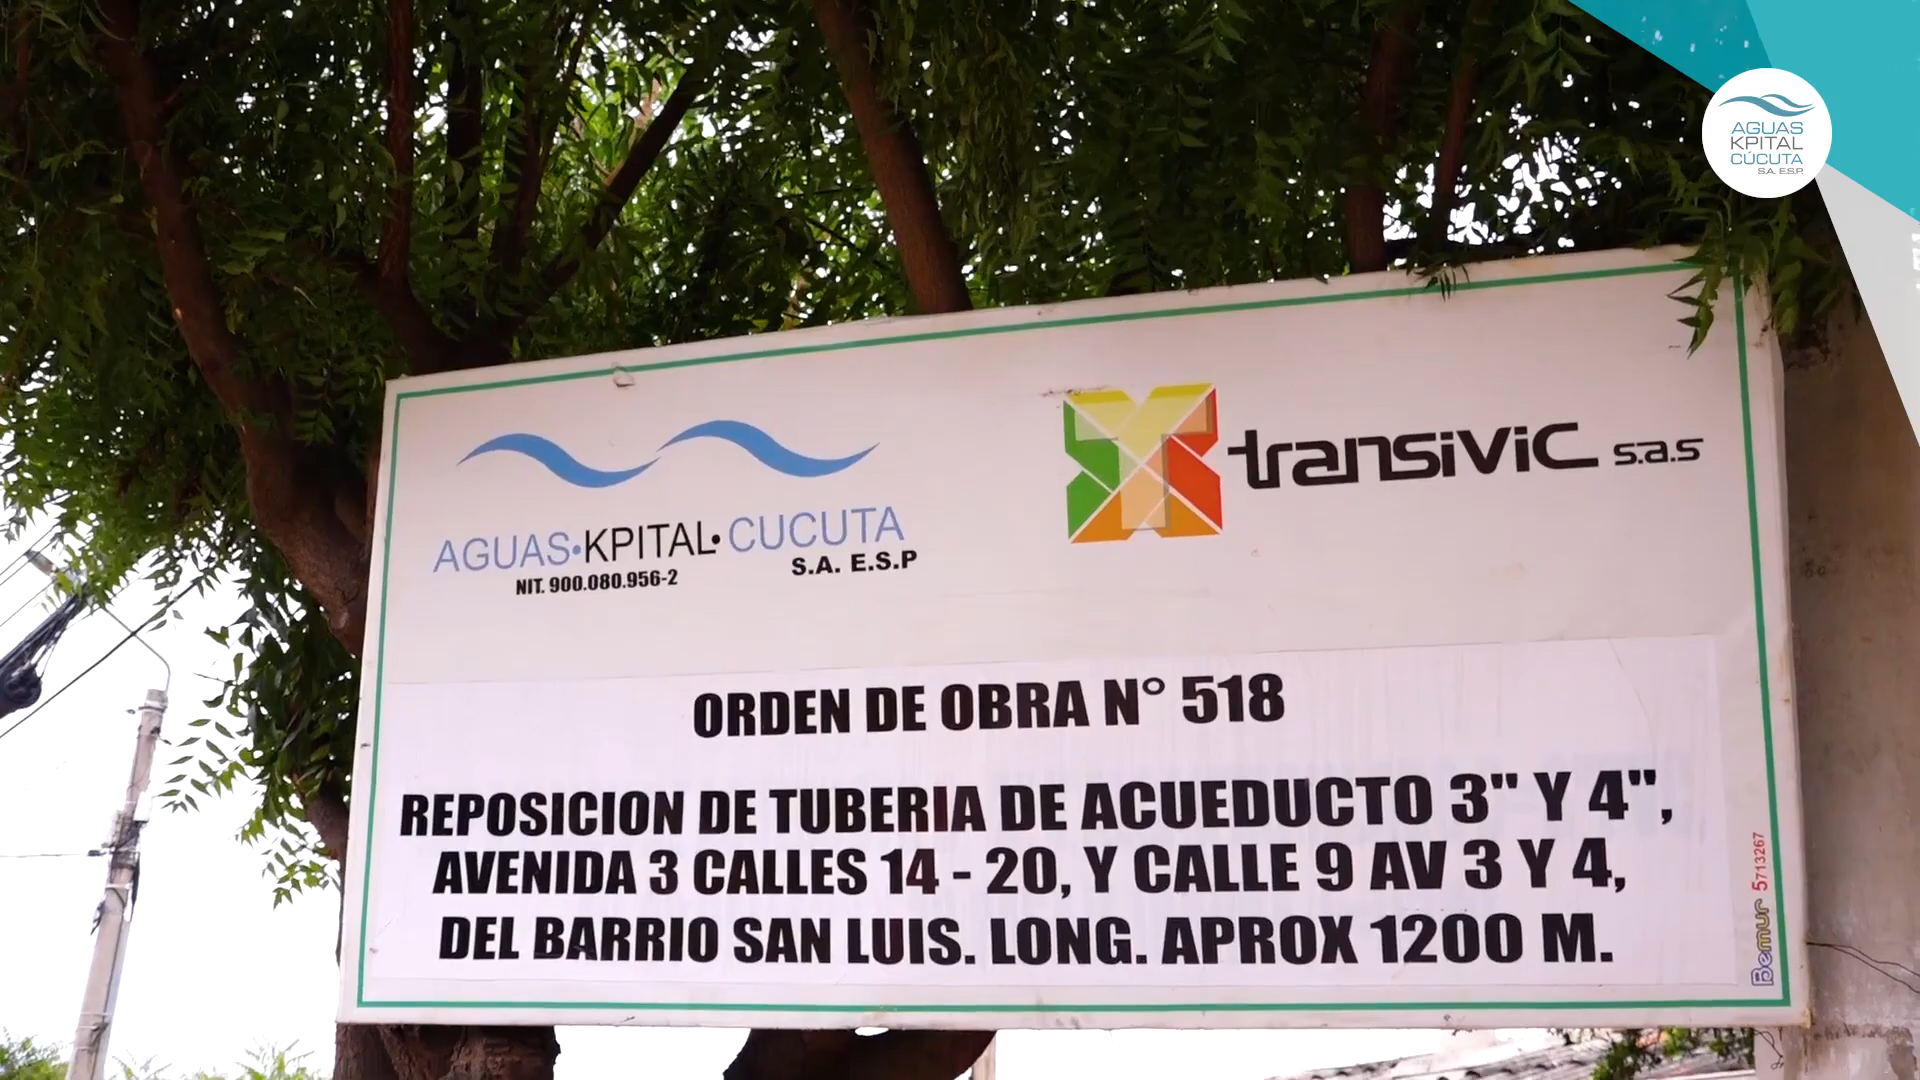 AGUAS
KPITAL
CÚCUTA
S.A. E.S.P.
AGUAS•KPITAL•CUCUTA
S.A. E.S.P
NIT. 900.080.956-2
transivic s.a.s
ORDEN DE OBRA N° 518
REPOSICION DE TUBERIA DE ACUEDUCTO 3" Y 4",
AVENIDA 3 CALLES 14 - 20, Y CALLE 9 AV 3 Y 4,
DEL BARRIO SAN LUIS. LONG. APROX 1200 M.
Bemur 5713267